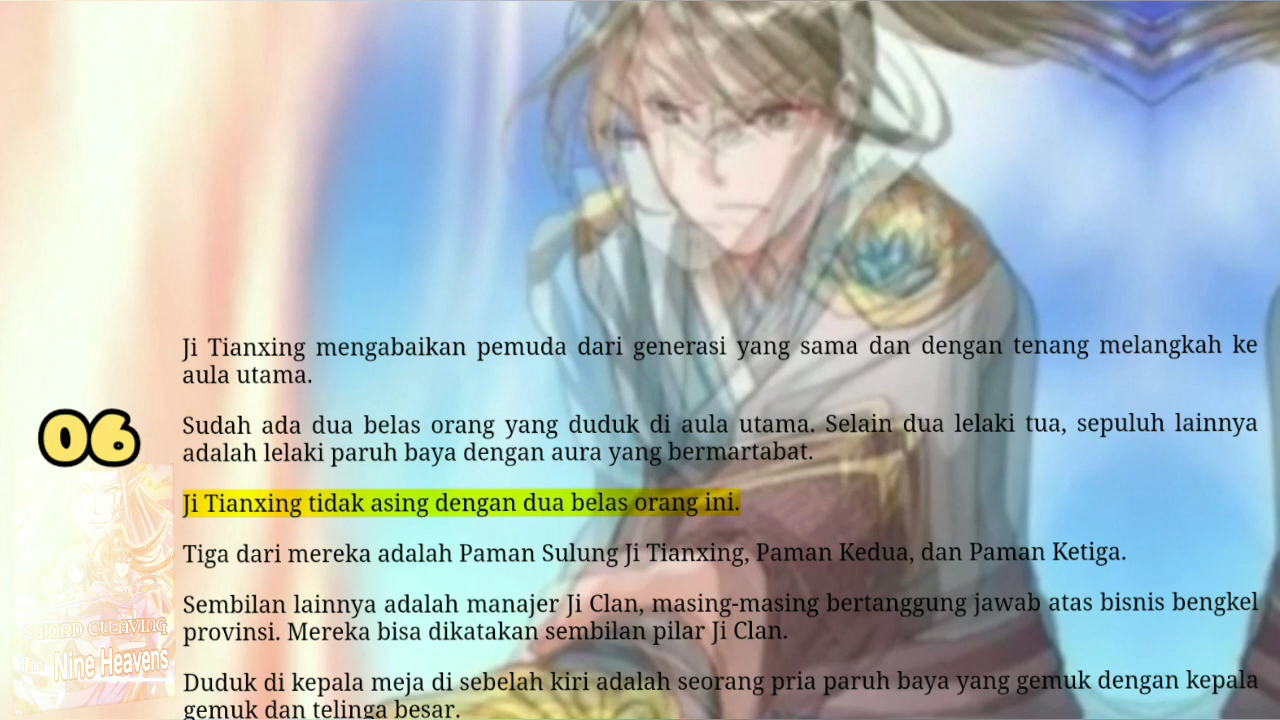 Ji Tianxing mengabaikan pemuda dari generasi yang sama dan dengan tenang melangkah ke
aula utama.
Sudah ada dua belas orang yang duduk di aula utama. Selain dua lelaki tua, sepuluh lainnya
adalah lelaki paruh baya dengan aura yang bermartabat.
06
Ji Tianxing tidak asing dengan dua belas orang ini.
Tiga dari mereka adalah Paman Sulung Ji Tianxing, Paman Kedua, dan Paman Ketiga.
Sembilan lainnya adalah manajer Ji Clan, masing-masing bertanggung jawab atas bisnis bengkel
provinsi. Mereka bisa dikatakan sembilan pilar Ji Clan.
SWORD CLEAVING
The Nine Heavens
Duduk di kepala meja di sebelah kiri adalah seorang pria paruh baya yang gemuk dengan kepala
gemuk dan telinga besar.